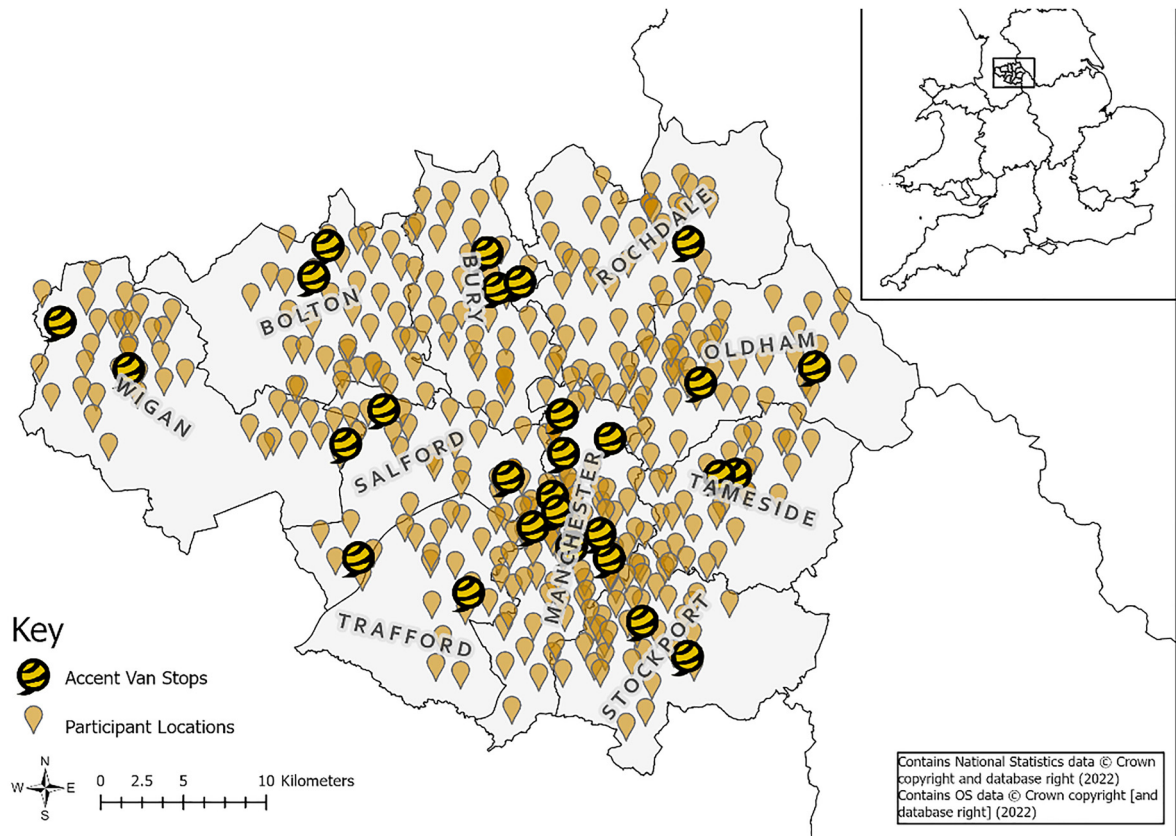 ROCHDALE
BURY
BOLTON
OLDHAM
WIGAN
SALFORD
TAMESIDE
MANCHESTER
TRAFFORD
STOCKPORT
Key
Accent Van Stops
Participant Locations
N
W E
S
0 2.5 5 10 Kilometers
Contains National Statistics data © Crown
copyright and database right (2022)
Contains OS data © Crown copyright [and
database right] (2022)